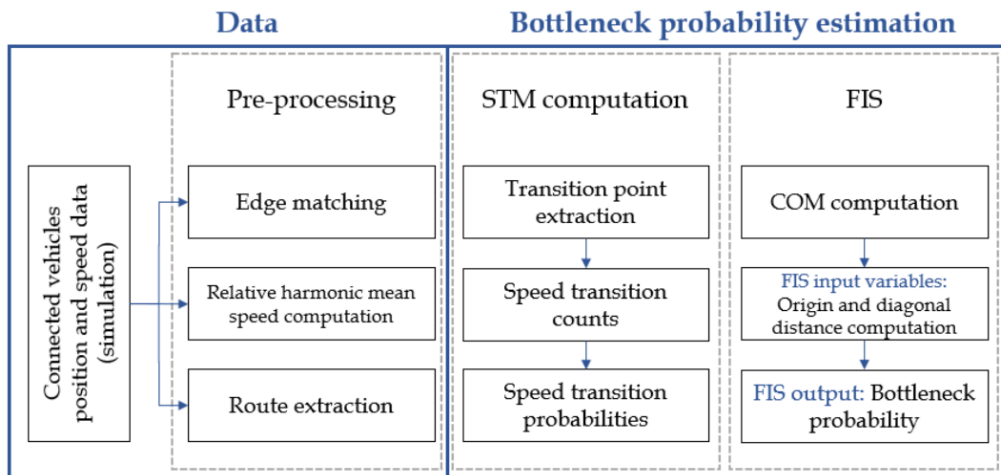 Data
Bottleneck probability estimation
Pre-processing
STM computation
FIS
Connected vehicles
position and speed data
(simulation)
Edge matching
Relative harmonic mean
speed computation
Route extraction
Transition point
extraction
Speed transition
counts
Speed transition
probabilities
COM computation
FIS input variables:
Origin and diagonal
distance computation
FIS output: Bottleneck
probability